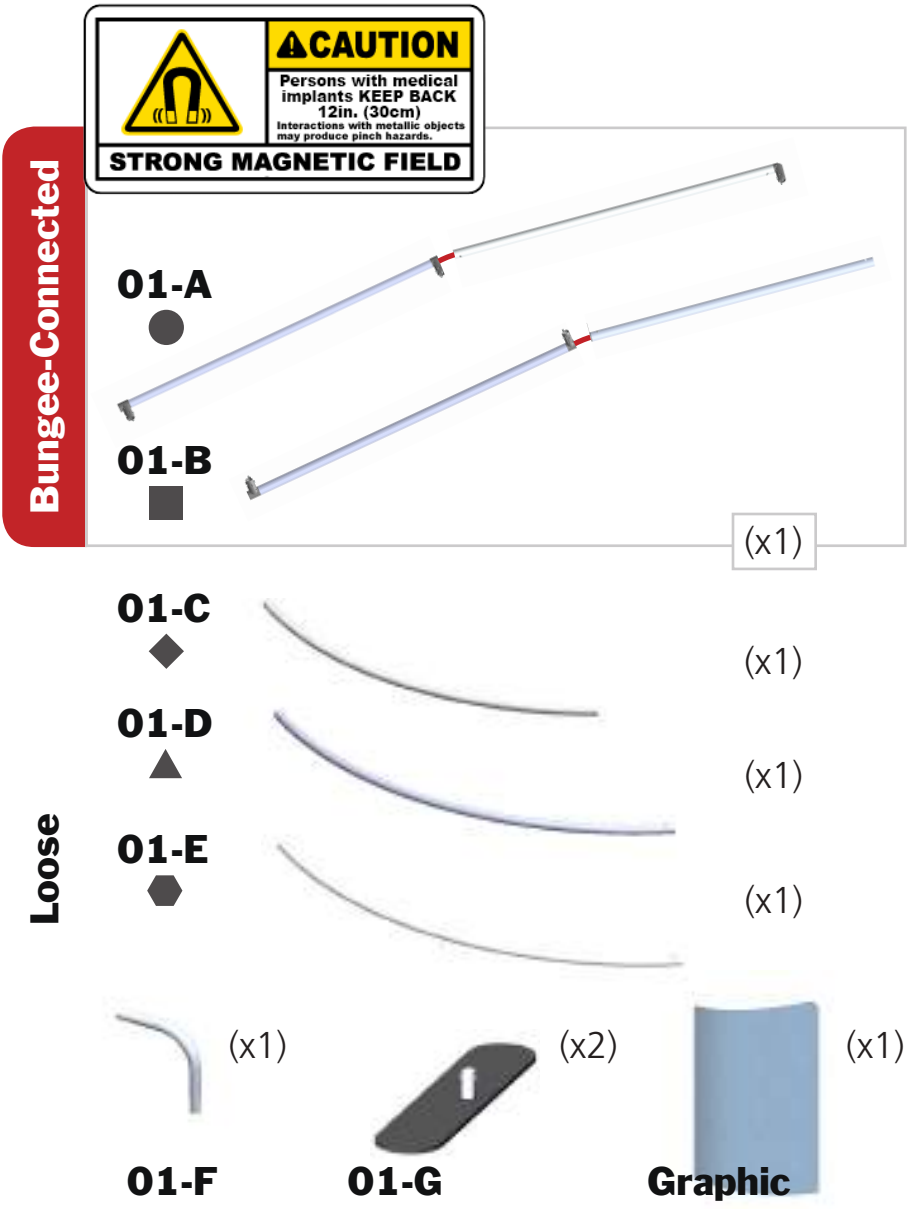 CAUTION
Persons with medical
implants KEEP BACK
12in. (30cm)
Interactions with metallic objects
may produce pinch hazards.
STRONG MAGNETIC FIELD
Bungee-Connected
01-A
01-B
(x1)
Loose
01-C
(x1)
01-D
(x1)
01-E
(x1)
(x1)
(x2)
(x1)
01-F
01-G
Graphic